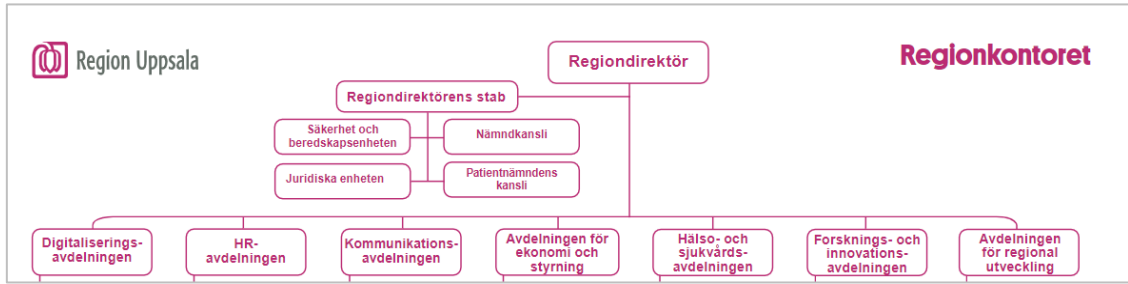 Region Uppsala
Regiondirektör
Regionkontoret
Regiondirektörens stab
Säkerhet och
beredskapsenheten
Nämndkansli
Juridiska enheten
Patientnämndens
kansli
Digitaliserings-
avdelningen
HR-
avdelningen
Kommunikations-
avdelningen
Avdelningen för
ekonomi och
styrning
Hälso- och
sjukvårds-
avdelningen
Forsknings- och
innovations-
avdelningen
Avdelningen
för regional
utveckling